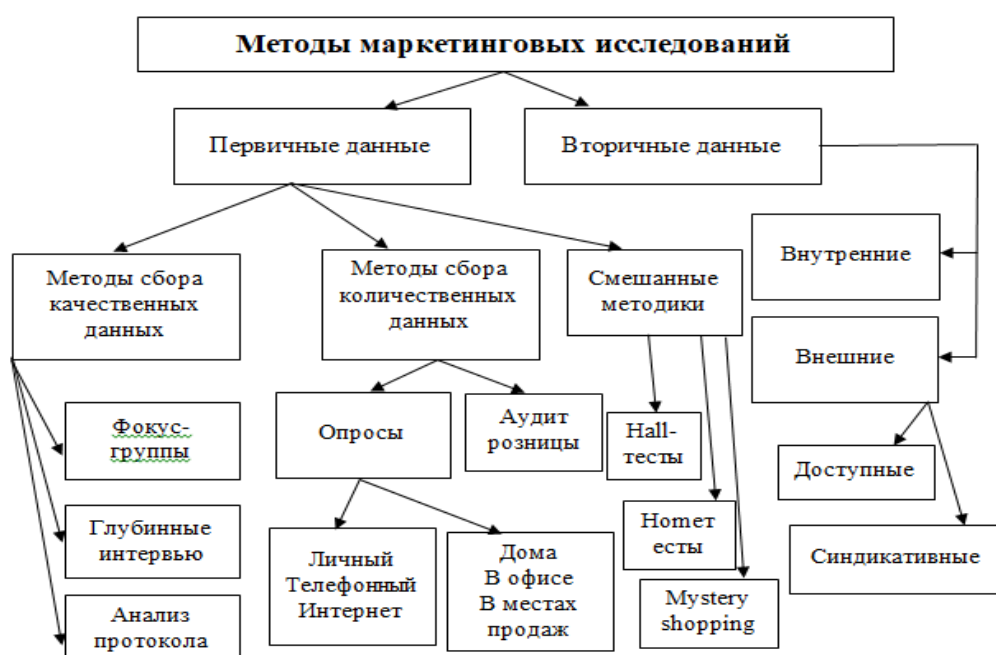 Методы маркетинговых исследований
Первичные данные
Вторичные данные
Методы сбора
качественных
данных
Методы сбора
количественных
данных
Смешанные
методики
Внутренние
Внешние
Фокус-
группы
Опросы
Аудит
розницы
Hall-
тесты
Доступные
Глубинные
интервью
Личный
Телефонный
Интернет
Дома
В офисе
В местах
продаж
Homeт
есты
Синдикативные
Анализ
протокола
Mystery
shopping